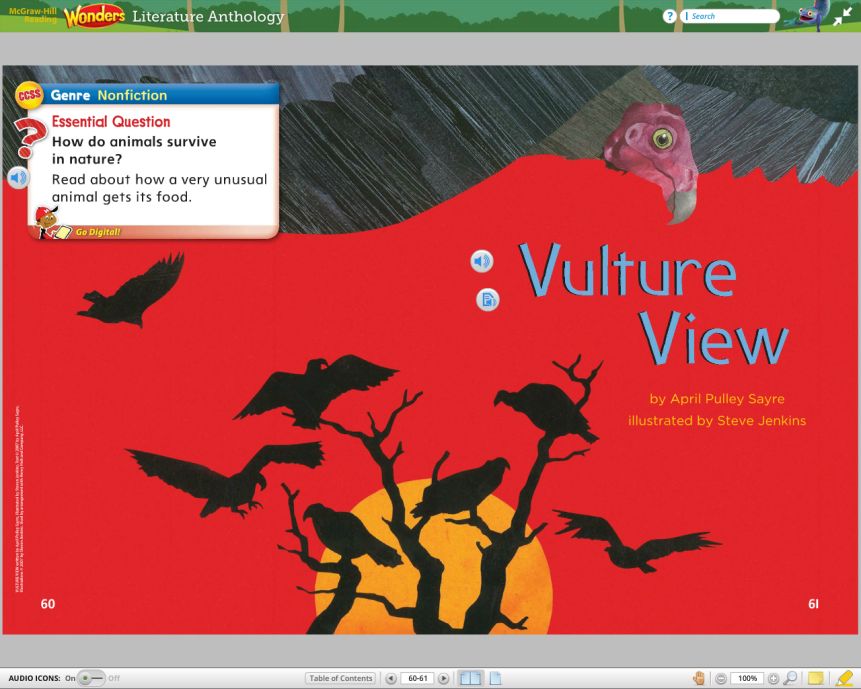 McGraw-Hill
Reading
Wonders
Literature Anthology
?
Search
CCSS
Genre Nonfiction
?
Essential Question
How do animals survive
in nature?
Read about how a very unusual
animal gets its food.
Go Digital!
Vulture
View
by April Pulley Sayre
illustrated by Steve Jenkins
60
61
AUDIO ICONS: On Off
Table of Contents
60-61
100%